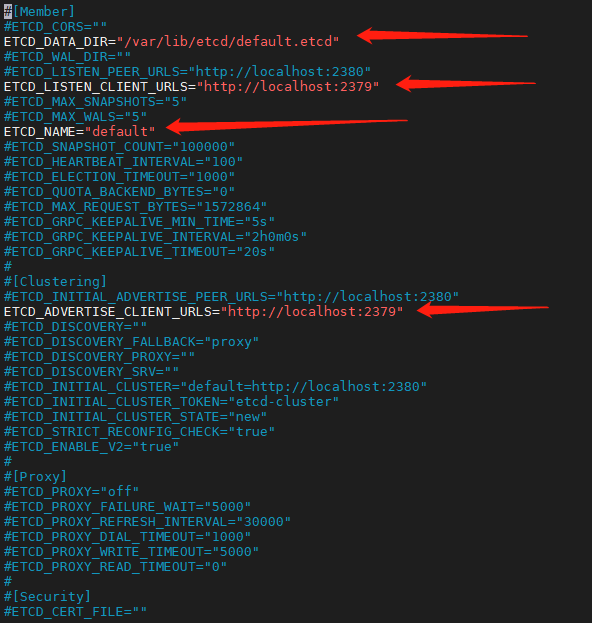 #[Member]
#ETCD_CORS=""
ETCD_DATA_DIR="/var/lib/etcd/default.etcd"
#ETCD_WAL_DIR=""
#ETCD_LISTEN_PEER_URLS="http://localhost:2380"
ETCD_LISTEN_CLIENT_URLS="http://localhost:2379"
#ETCD_MAX_SNAPSHOTS="5"
#ETCD_MAX_WALS="5"
ETCD_NAME="default"
#ETCD_SNAPSHOT_COUNT="100000"
#ETCD_HEARTBEAT_INTERVAL="100"
#ETCD_ELECTION_TIMEOUT="1000"
#ETCD_QUOTA_BACKEND_BYTES="0"
#ETCD_MAX_REQUEST_BYTES="1572864"
#ETCD_GRPC_KEEPALIVE_MIN_TIME="5s"
#ETCD_GRPC_KEEPALIVE_INTERVAL="2h0m0s"
#ETCD_GRPC_KEEPALIVE_TIMEOUT="20s"
#
#[Clustering]
#ETCD_INITIAL_ADVERTISE_PEER_URLS="http://localhost:2380"
ETCD_ADVERTISE_CLIENT_URLS="http://localhost:2379"
#ETCD_DISCOVERY=""
#ETCD_DISCOVERY_FALLBACK="proxy"
#ETCD_DISCOVERY_PROXY=""
#ETCD_DISCOVERY_SRV=""
#ETCD_INITIAL_CLUSTER="default=http://localhost:2380"
#ETCD_INITIAL_CLUSTER_TOKEN="etcd-cluster"
#ETCD_INITIAL_CLUSTER_STATE="new"
#ETCD_STRICT_RECONFIG_CHECK="true"
#ETCD_ENABLE_V2="true"
#
#[Proxy]
#ETCD_PROXY="off"
#ETCD_PROXY_FAILURE_WAIT="5000"
#ETCD_PROXY_REFRESH_INTERVAL="30000"
#ETCD_PROXY_DIAL_TIMEOUT="1000"
#ETCD_PROXY_WRITE_TIMEOUT="5000"
#ETCD_PROXY_READ_TIMEOUT="0"
#
#[Security]
#ETCD_CERT_FILE=""